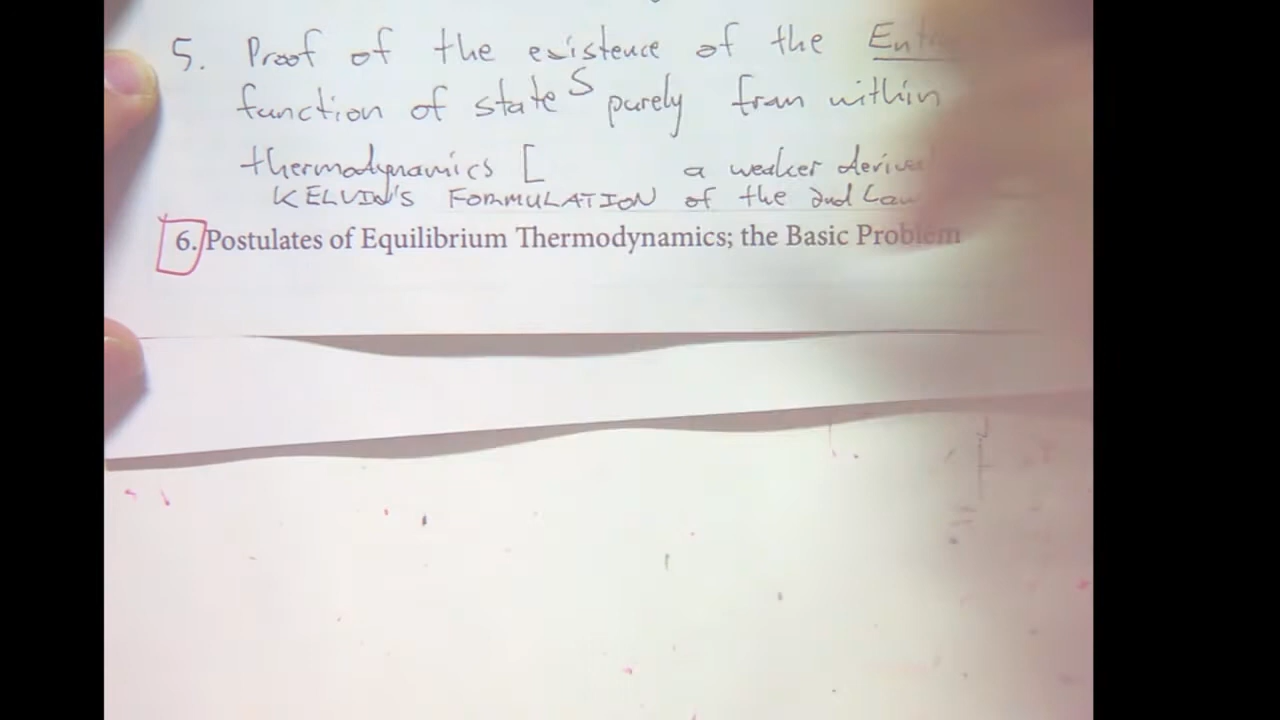 5. Proof of the existence of the
function of state S purely from within
thermodynamics [ a weaker
KELVIN'S FORMULATION of the 2nd Law
6. Postulates of Equilibrium Thermodynamics; the Basic Problem